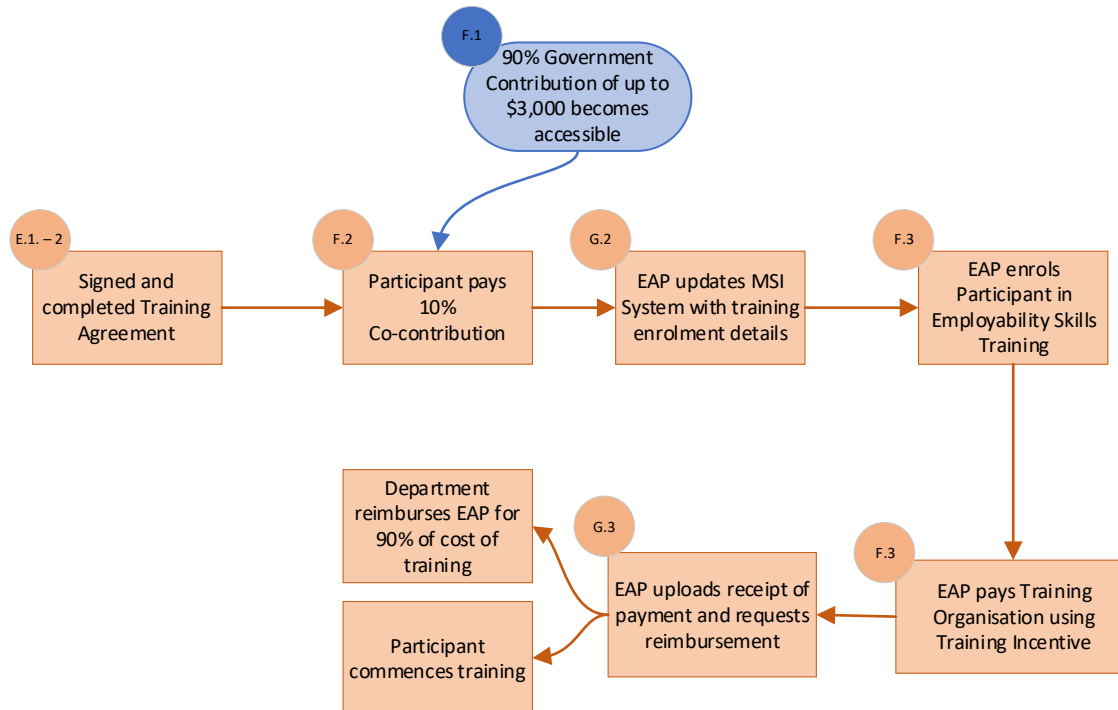 F.1
90% Government
Contribution of up to
$3,000 becomes
accessible
E.1. – 2
Signed and
completed Training
Agreement
F.2
Participant pays
10%
Co-contribution
G.2
EAP updates MSI
System with training
enrolment details
F.3
EAP enrols
Participant in
Employability Skills
Training
F.3
EAP pays Training
Organisation using
Training Incentive
G.3
EAP uploads receipt of
payment and requests
reimbursement
Department
reimburses EAP for
90% of cost of
training
Participant
commences training